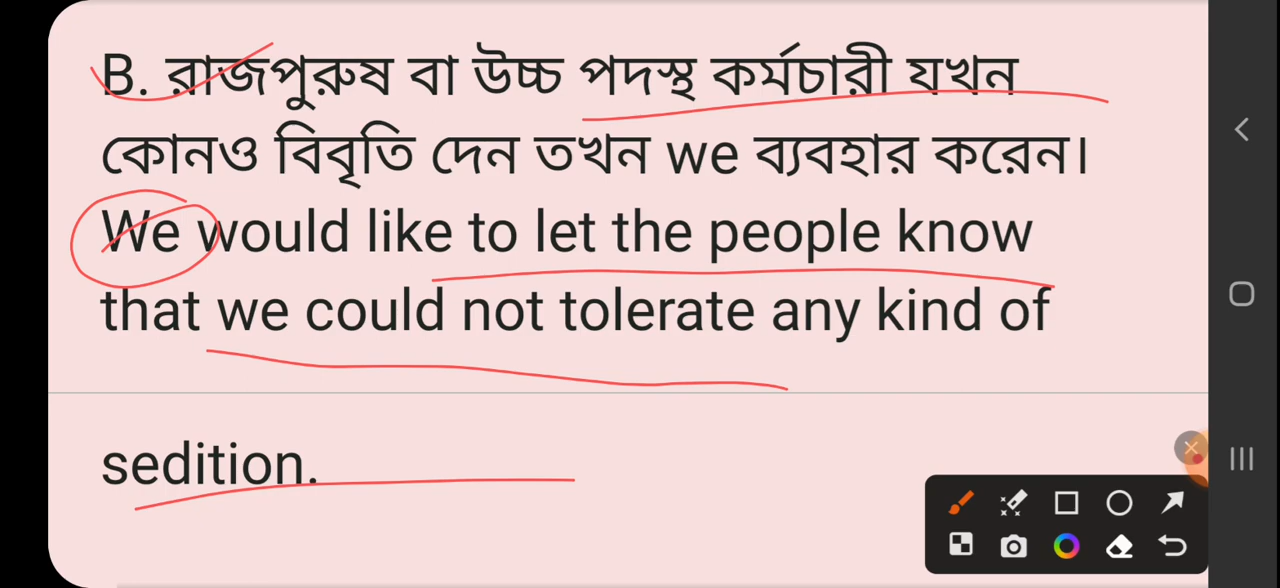 B. রাজপুরুষ বা উচ্চ পদস্থ কর্মচারী যখন
কোনও বিবৃতি দেন তখন we ব্যবহার করেন।
We would like to let the people know
that we could not tolerate any kind of
sedition.